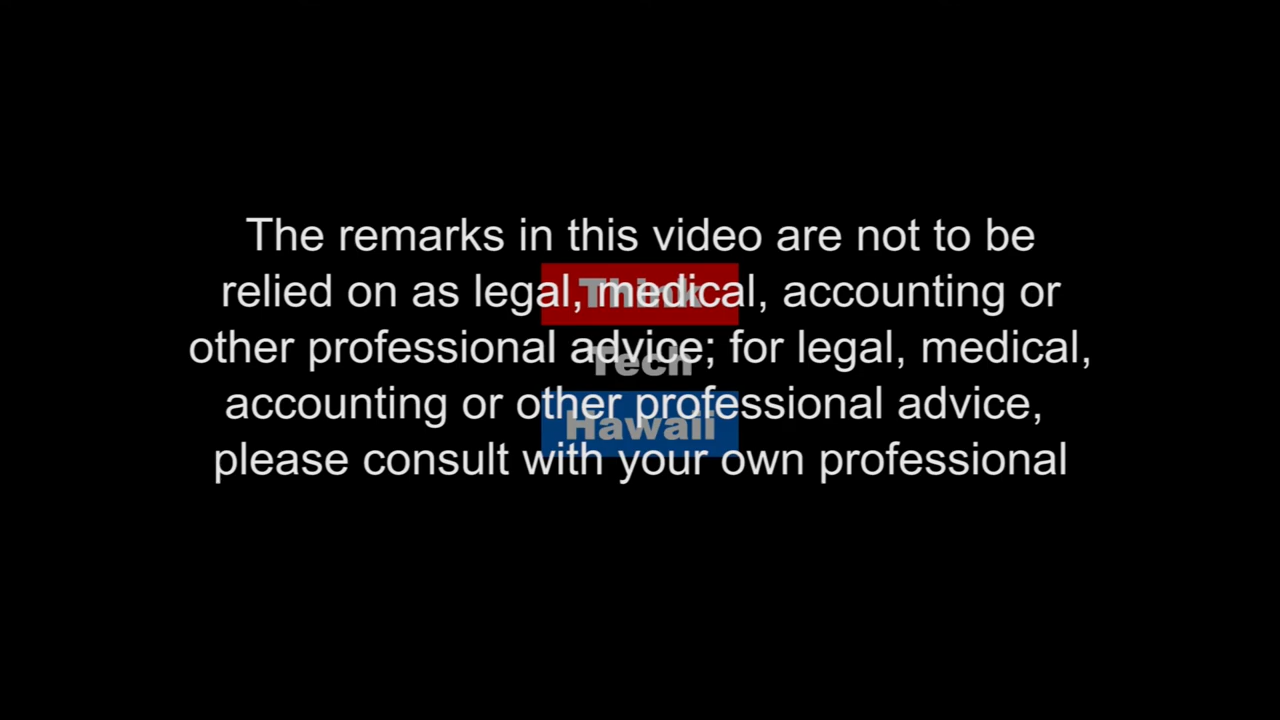 The remarks in this video are not to be
relied on as legal, medical, accounting or
other professional advice; for legal, medical,
accounting or other professional advice,
please consult with your own professional
Think
Tech
Hawaii